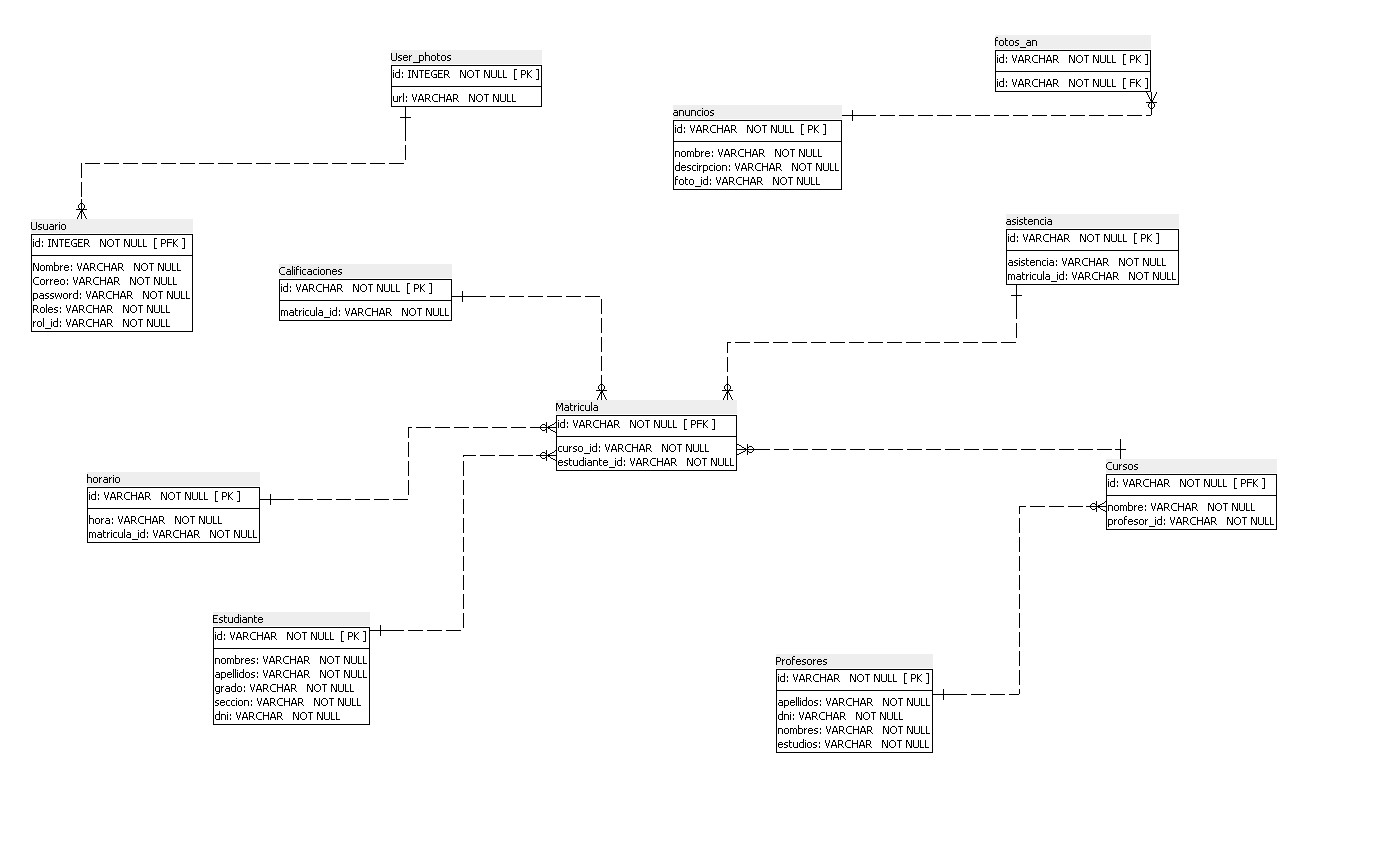 User_photos
id: INTEGER NOT NULL [ PK ]
url: VARCHAR NOT NULL
fotos_an
id: VARCHAR NOT NULL [ PK ]
id: VARCHAR NOT NULL [ FK ]
anuncios
id: VARCHAR NOT NULL [ PK ]
nombre: VARCHAR NOT NULL
descirpcion: VARCHAR NOT NULL
foto_id: VARCHAR NOT NULL
Usuario
id: INTEGER NOT NULL [ PFK ]
Nombre: VARCHAR NOT NULL
Correo: VARCHAR NOT NULL
password: VARCHAR NOT NULL
Roles: VARCHAR NOT NULL
rol_id: VARCHAR NOT NULL
asistencia
id: VARCHAR NOT NULL [ PK ]
asistencia: VARCHAR NOT NULL
matricula_id: VARCHAR NOT NULL
Calificaciones
id: VARCHAR NOT NULL [ PK ]
matricula_id: VARCHAR NOT NULL
Matricula
id: VARCHAR NOT NULL [ PFK ]
curso_id: VARCHAR NOT NULL
estudiante_id: VARCHAR NOT NULL
horario
id: VARCHAR NOT NULL [ PK ]
hora: VARCHAR NOT NULL
matricula_id: VARCHAR NOT NULL
Cursos
id: VARCHAR NOT NULL [ PFK ]
nombre: VARCHAR NOT NULL
profesor_id: VARCHAR NOT NULL
Estudiante
id: VARCHAR NOT NULL [ PK ]
nombres: VARCHAR NOT NULL
apellidos: VARCHAR NOT NULL
grado: VARCHAR NOT NULL
seccion: VARCHAR NOT NULL
dni: VARCHAR NOT NULL
Profesores
id: VARCHAR NOT NULL [ PK ]
apellidos: VARCHAR NOT NULL
dni: VARCHAR NOT NULL
nombres: VARCHAR NOT NULL
estudios: VARCHAR NOT NULL